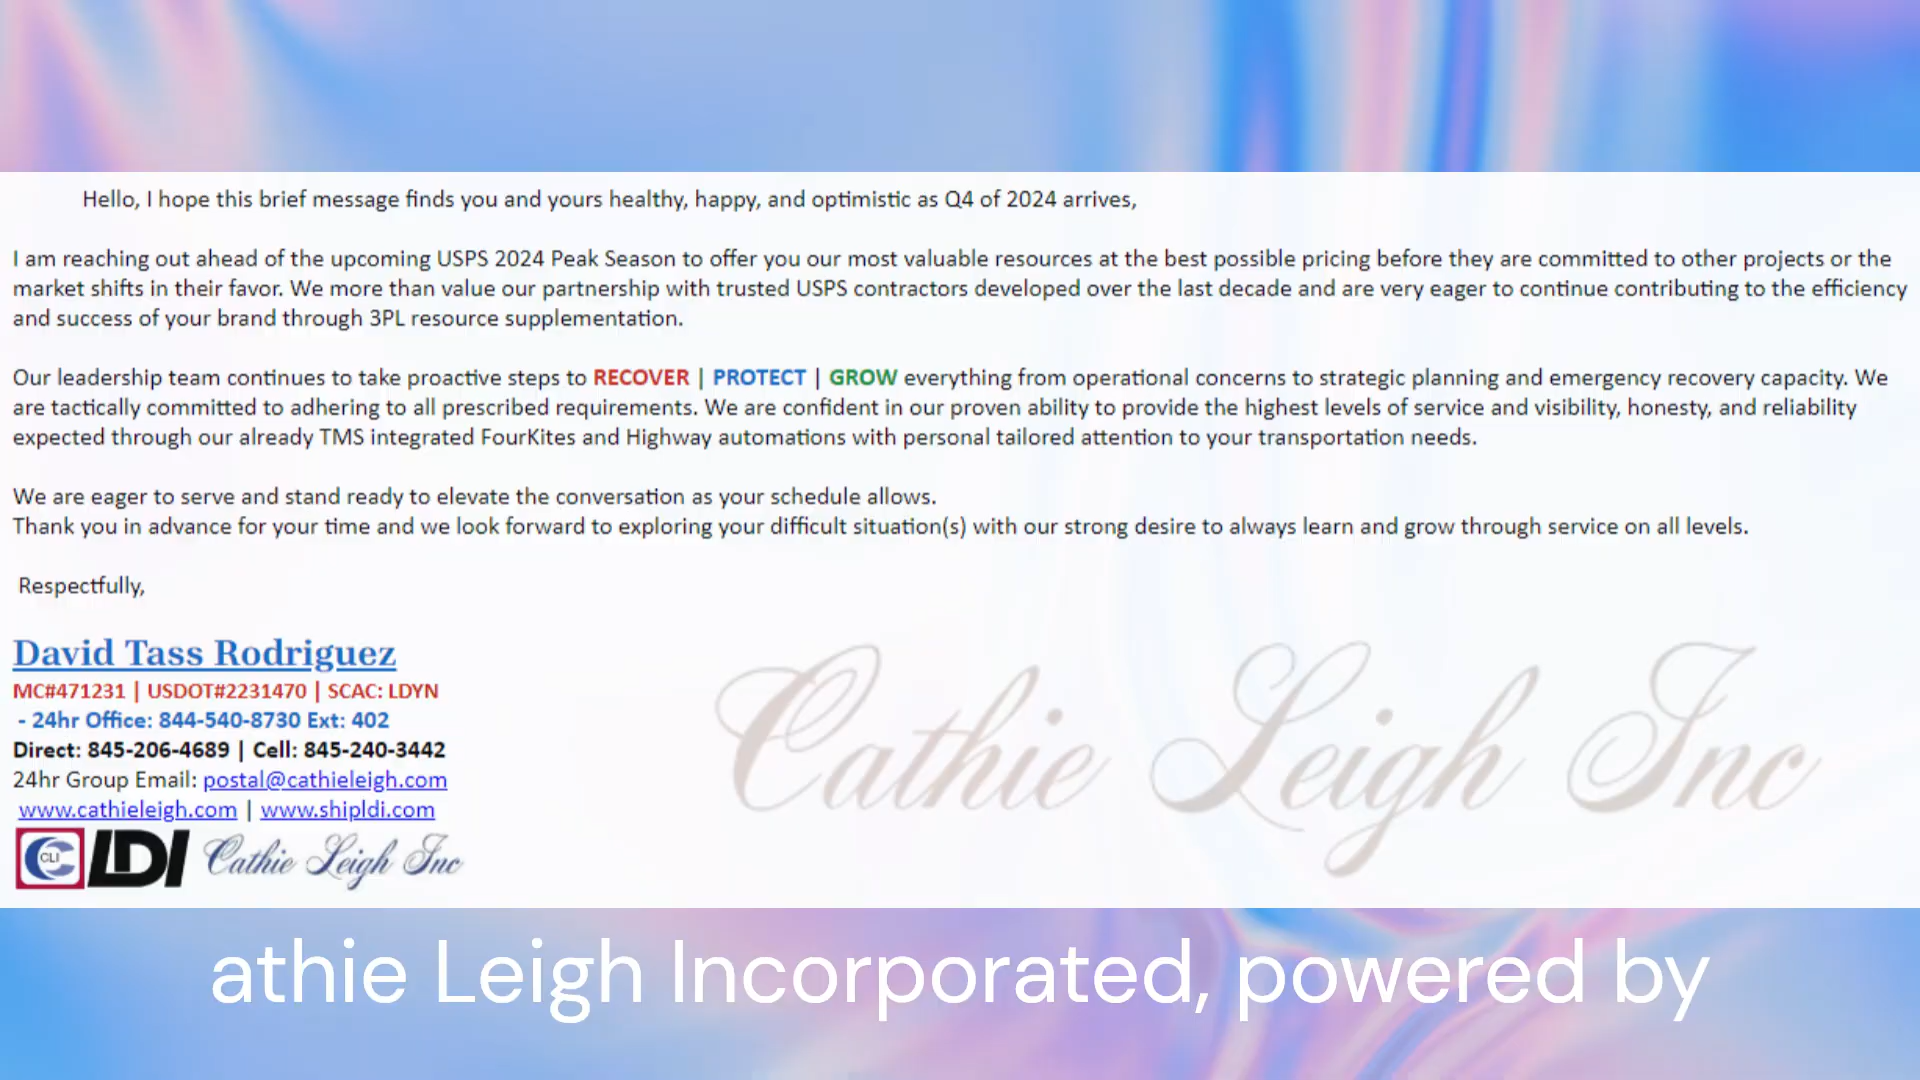 Hello, I hope this brief message finds you and yours healthy, happy, and optimistic as Q4 of 2024 arrives,
I am reaching out ahead of the upcoming USPS 2024 Peak Season to offer you our most valuable resources at the best possible pricing before they are committed to other projects or the
market shifts in their favor. We more than value our partnership with trusted USPS contractors developed over the last decade and are very eager to continue contributing to the efficiency
and success of your brand through 3PL resource supplementation.
Our leadership team continues to take proactive steps to RECOVER | PROTECT | GROW everything from operational concerns to strategic planning and emergency recovery capacity. We
are tactically committed to adhering to all prescribed requirements. We are confident in our proven ability to provide the highest levels of service and visibility, honesty, and reliability
expected through our already TMS integrated FourKites and Highway automations with personal tailored attention to your transportation needs.
We are eager to serve and stand ready to elevate the conversation as your schedule allows.
Thank you in advance for your time and we look forward to exploring your difficult situation(s) with our strong desire to always learn and grow through service on all levels.
Respectfully,
David Tass Rodriguez
MC#471231 | USDOT#2231470 | SCAC: LDYN
- 24hr Office: 844-540-8730 Ext: 402
Direct: 845-206-4689 | Cell: 845-240-3442
24hr Group Email: postal@cathieleigh.com
www.cathieleigh.com | www.shipldi.com
CLI LDI Cathie Leigh Inc
Cathie Leigh Inc
athie Leigh Incorporated, powered by